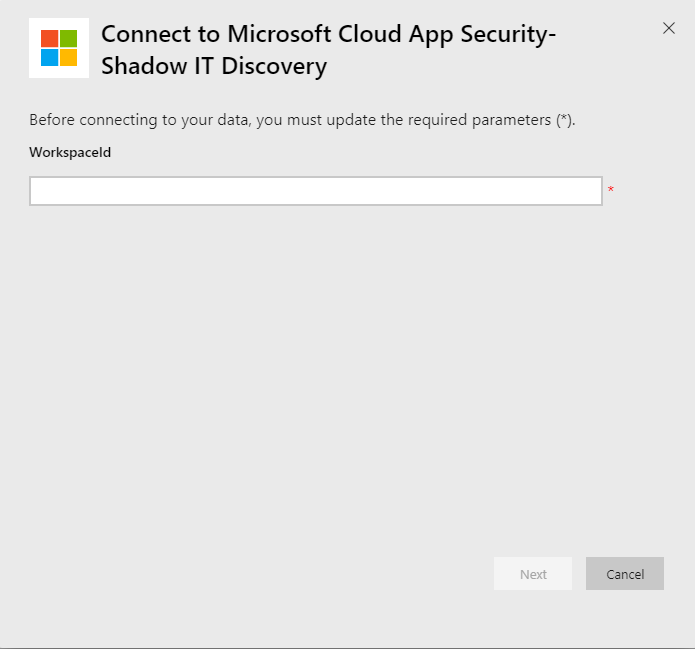 Connect to Microsoft Cloud App Security-
Shadow IT Discovery
Before connecting to your data, you must update the required parameters (*).
WorkspaceId
*
Next
Cancel